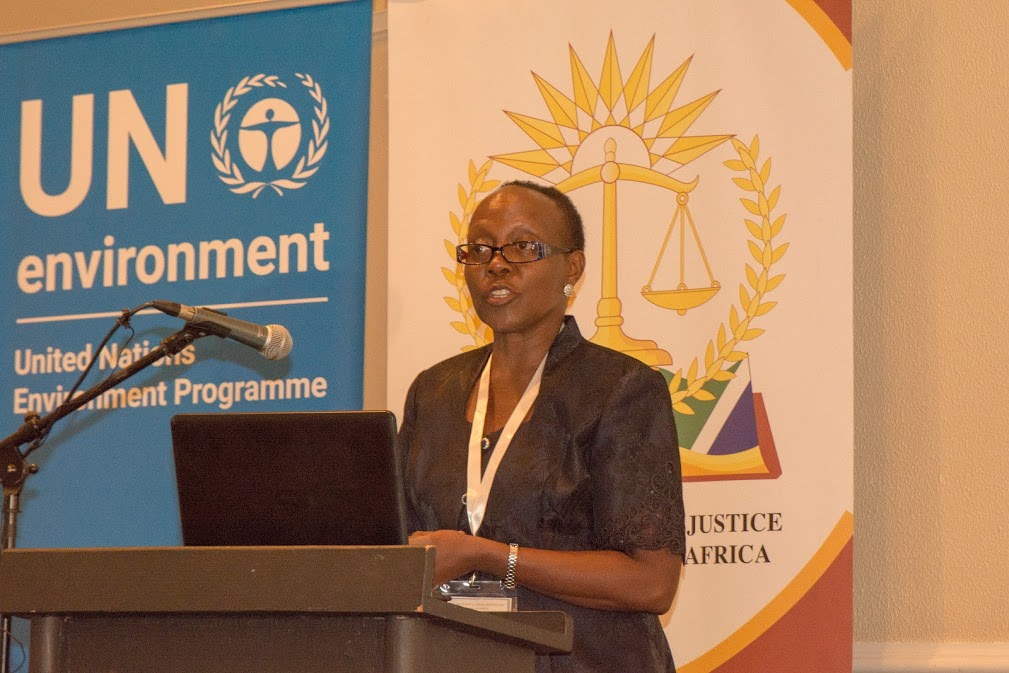 UN
environment
United Nations
Environment Programme
JUSTICE
AFRICA